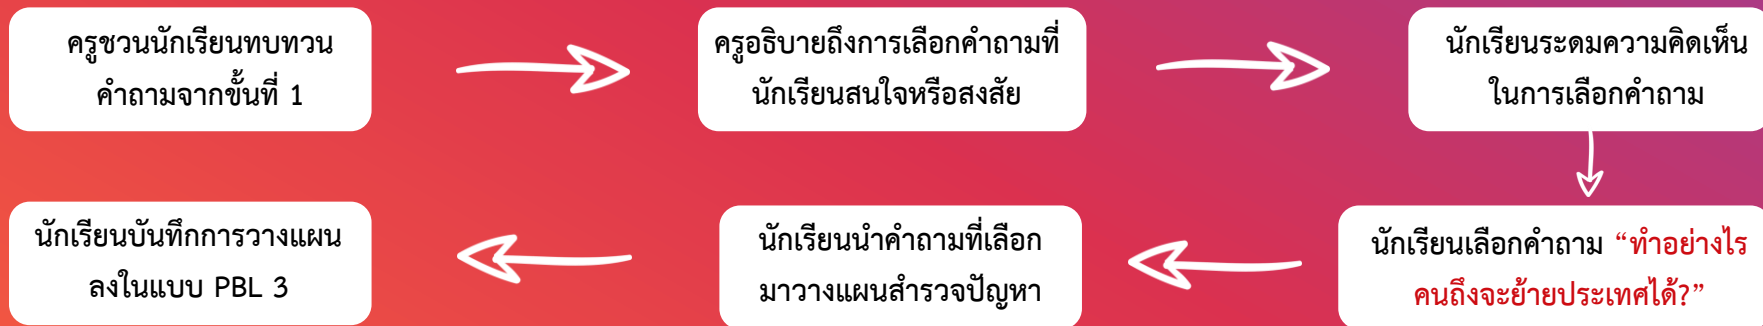 ครูชวนนักเรียนทบทวน
คำถามจากขั้นที่ 1
ครูอธิบายถึงการเลือกคำถามที่
นักเรียนสนใจหรือสงสัย
นักเรียนระดมความคิดเห็น
ในการเลือกคำถาม
นักเรียนเลือกคำถาม “ทำอย่างไร
คนถึงจะย้ายประเทศได้?”
นักเรียนนำคำถามที่เลือก
มาวางแผนสำรวจปัญหา
นักเรียนบันทึกการวางแผน
ลงในแบบ PBL 3